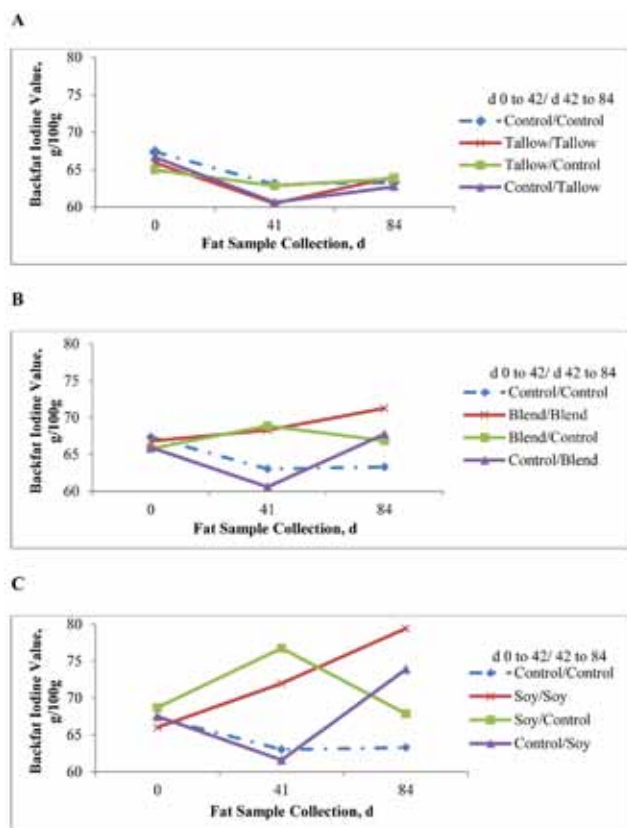 A
Backfat Iodine Value,
g/100g
80
75
70
65
60
0
41
84
Fat Sample Collection, d
d 0 to 42/ d 42 to 84
Control/Control
Tallow/Tallow
Tallow/Control
Control/Tallow
B
Backfat Iodine Value,
g/100g
80
75
70
65
60
0
41
84
Fat Sample Collection, d
d 0 to 42/ d 42 to 84
Control/Control
Blend/Blend
Blend/Control
Control/Blend
C
Backfat Iodine Value,
g/100g
80
75
70
65
60
0
41
84
Fat Sample Collection, d
d 0 to 42/ 42 to 84
Control/Control
Soy/Soy
Soy/Control
Control/Soy